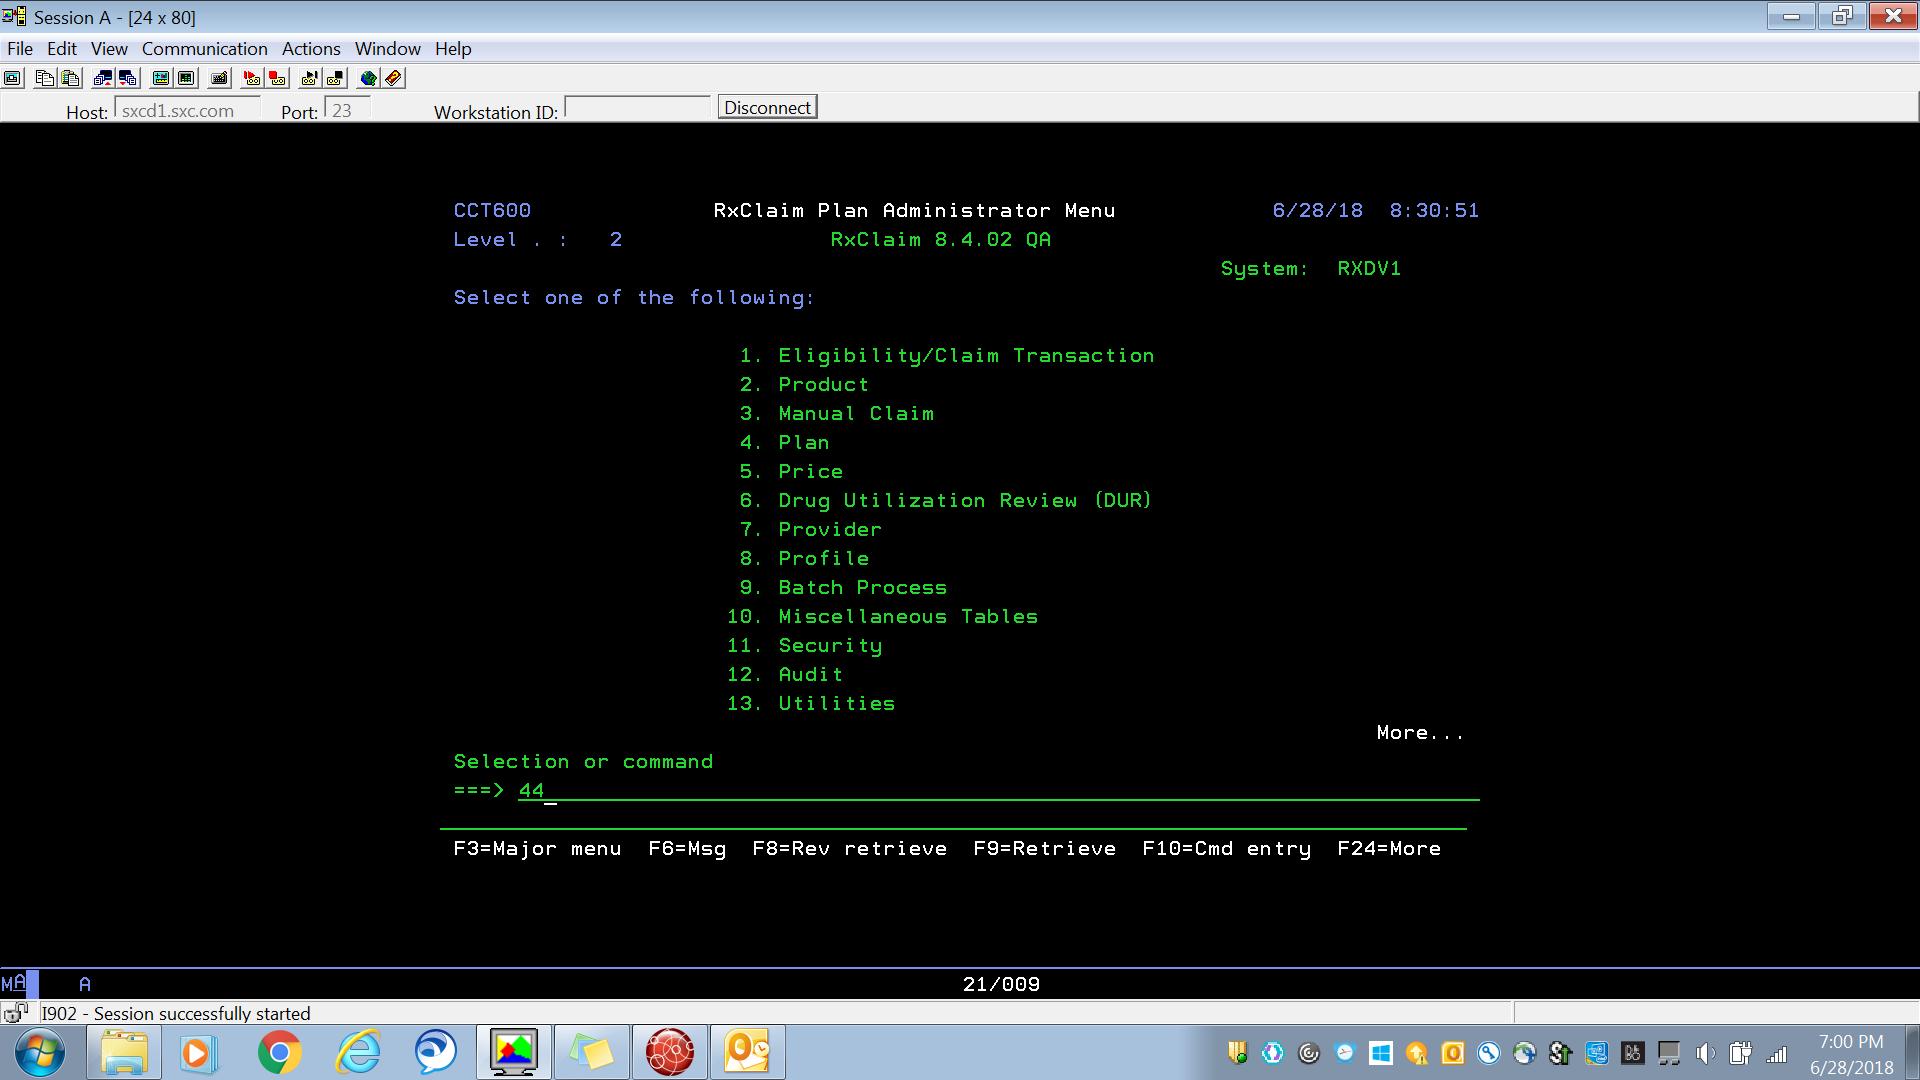 Session A - [24 x 80]
File Edit View Communication Actions Window Help
Host: sxcd1.sxc.com Port: 23 Workstation ID: Disconnect
CCT600 RxClaim Plan Administrator Menu 6/28/18 8:30:51
Level . : 2 RxClaim 8.4.02 QA
System: RXDV1
Select one of the following:
1. Eligibility/Claim Transaction
2. Product
3. Manual Claim
4. Plan
5. Price
6. Drug Utilization Review (DUR)
7. Provider
8. Profile
9. Batch Process
10. Miscellaneous Tables
11. Security
12. Audit
13. Utilities
More...
Selection or command
===> 44
F3=Major menu F6=Msg F8=Rev retrieve F9=Retrieve F10=Cmd entry F24=More
MA A 21/009
I902 - Session successfully started
7:00 PM
6/28/2018